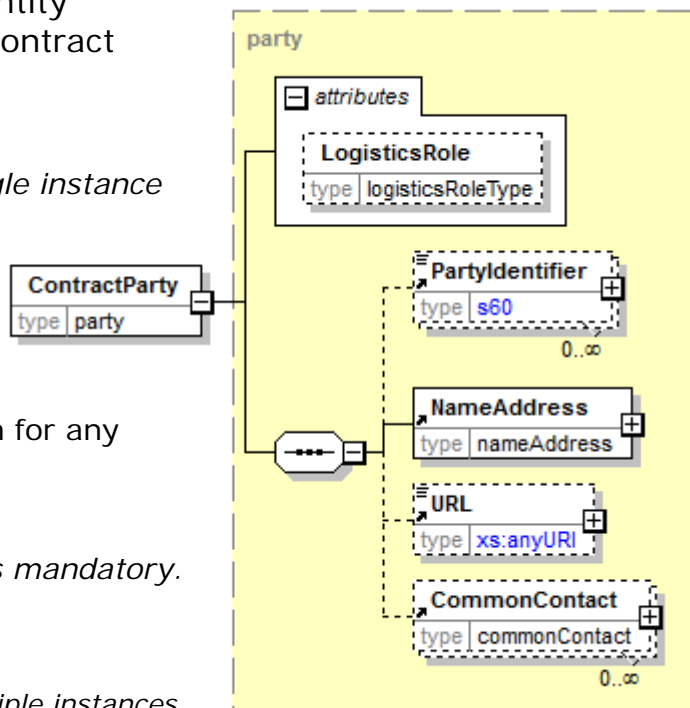 ntity
ontract
gle instance
n for any
s mandatory.
iple instances
party
attributes
LogisticsRole
type logisticsRoleType
ContractParty
type party
PartyIdentifier
type s60
0..∞
NameAddress
type nameAddress
URL
type xs:anyURI
CommonContact
type commonContact
0..∞